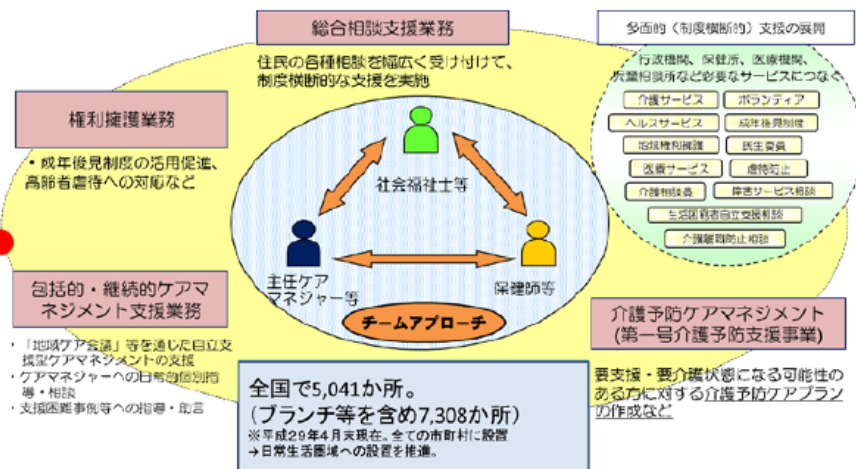 総合相談支援業務
住民の各種相談を幅広く受け付けて、
制度横断的な支援を実施
多面的（制度横断的）支援の展開
行政機関、保健所、医療機関、
児童相談所など必要なサービスにつなぐ
介護サービス
ボランティア
ヘルスサービス
成年後見制度
地域権利擁護
民生委員
医療サービス
虐待防止
介護相談員
障害サービス相談
生活困窮者自立支援相談
介護離職防止相談
権利擁護業務
・成年後見制度の活用促進、
高齢者虐待への対応など
社会福祉士等
主任ケア
マネジャー等
保健師等
チームアプローチ
包括的・継続的ケアマ
ネジメント支援業務
・「地域ケア会議」等を通じた自立支
援型ケアマネジメントの支援
・ケアマネジャーへの日常的個別指
導・相談
・支援困難事例等への指導・助言
介護予防ケアマネジメント
(第一号介護予防支援事業)
要支援・要介護状態になる可能性の
ある方に対する介護予防ケアプラン
の作成など
全国で5,041か所。
(ブランチ等を含め7,308か所)
※平成29年4月末現在。全ての市町村に設置
→日常生活圏域への設置を推進。